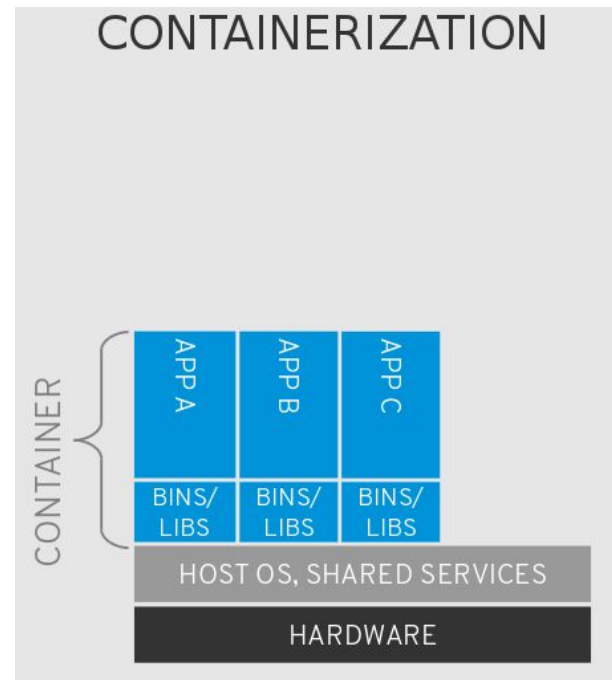 CONTAINERIZATION
CONTAINER
APP A
APP B
APP C
BINS/
LIBS
BINS/
LIBS
BINS/
LIBS
HOST OS, SHARED SERVICES
HARDWARE